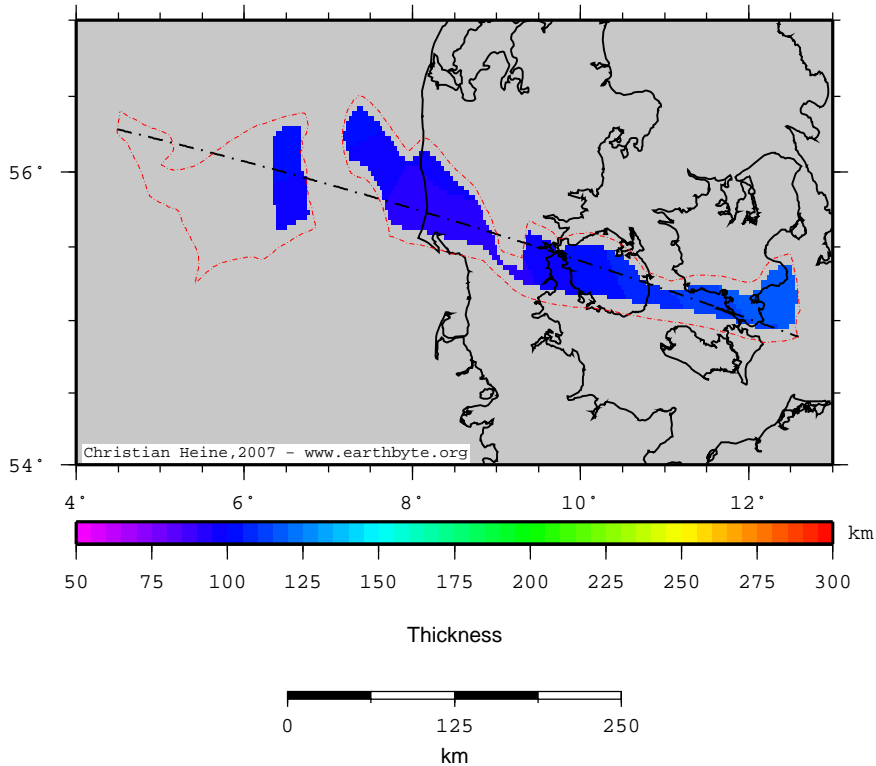 56˚
54˚
Christian Heine,2007 - www.earthbyte.org
4˚ 6˚ 8˚ 10˚ 12˚
km
50 75 100 125 150 175 200 225 250 275 300
Thickness
0 125 250
km